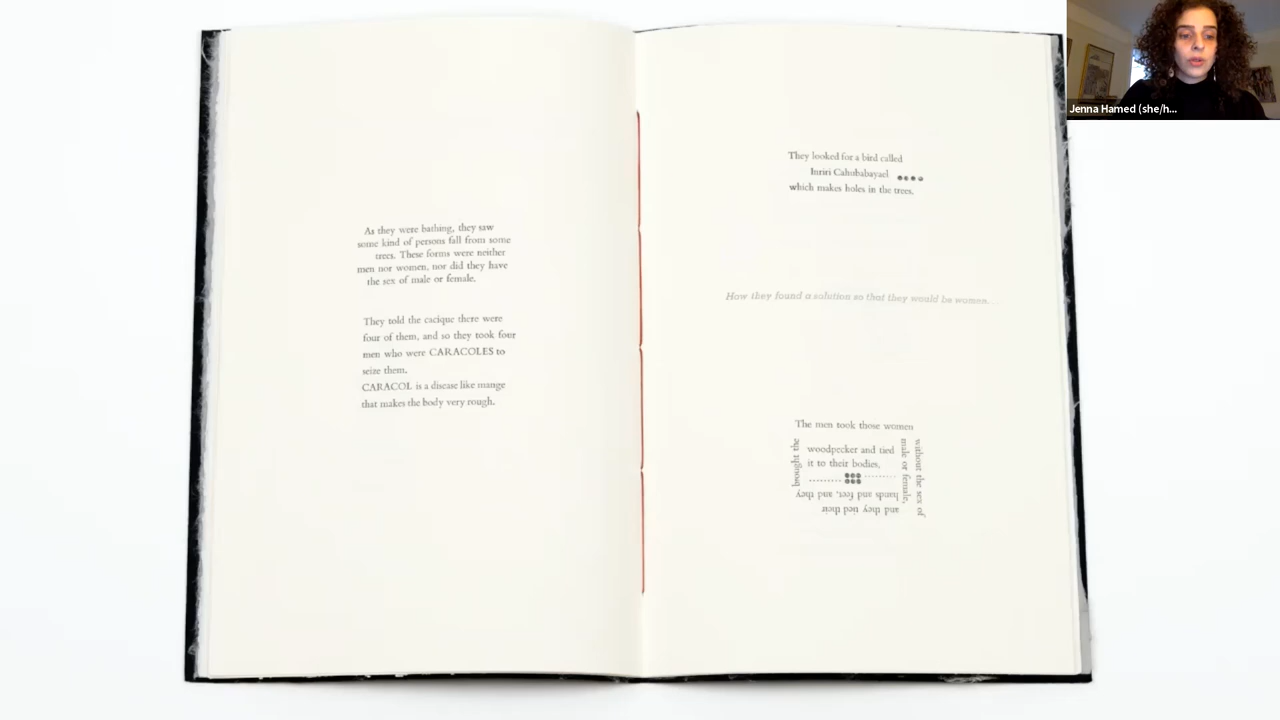 As they were bathing, they saw
some kind of persons fall from some
trees. These forms were neither
men nor women, nor did they have
the sex of male or female.
They told the cacique there were
four of them, and so they took four
men who were CARACOLES to
seize them.
CARACOL is a disease like mange
that makes the body very rough.
They looked for a bird called
Inriri Cahubabayael
which makes holes in the trees.
How they found a solution so that they would be women. . .
The men took those women
without the sex of
male or female,
and they tied their
hands and feet, and they
brought the
woodpecker and tied
it to their bodies,
Jenna Hamed (she/h...